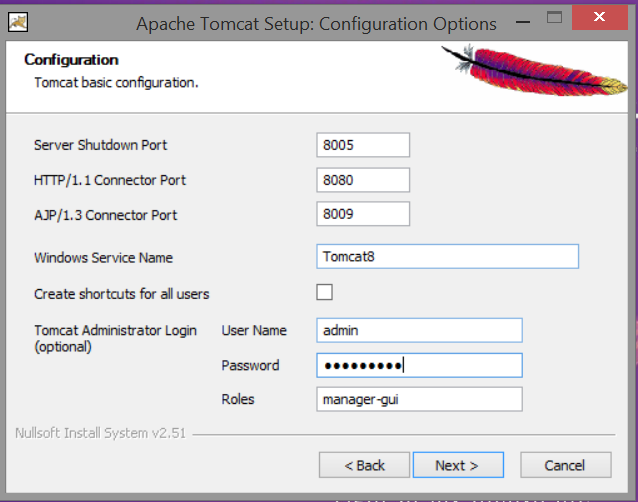 Apache Tomcat Setup: Configuration Options
Configuration
Tomcat basic configuration.
Server Shutdown Port 8005
HTTP/1.1 Connector Port 8080
AJP/1.3 Connector Port 8009
Windows Service Name Tomcat8
Create shortcuts for all users
Tomcat Administrator Login User Name admin
(optional)
Password •••••••••
Roles manager-gui
Nullsoft Install System v2.51
< Back Next > Cancel